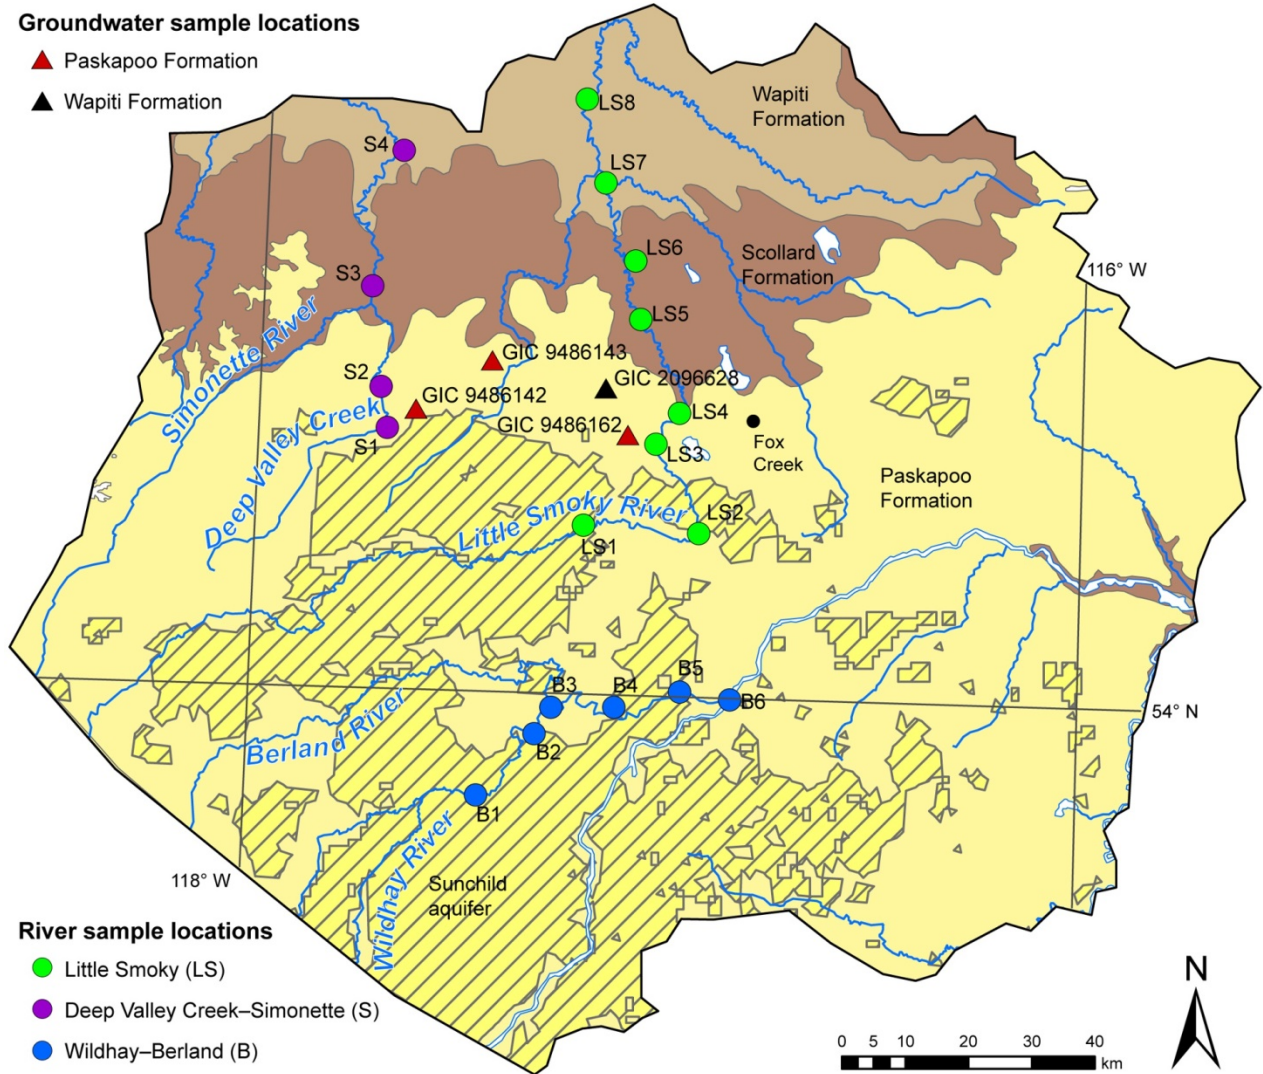 Groundwater sample locations
Paskapoo Formation
Wapiti Formation
Wapiti
Formation
LS8
S4
LS7
LS6
Scollard
Formation
S3
116° W
LS5
Simonette River
GIC 9486143
S2
GIC 2096628
GIC 9486142
LS4
Deep Valley Creek
S1
GIC 9486162
LS3
Fox
Creek
Paskapoo
Formation
Little Smoky River
LS2
LS1
B5
B3
B4
B6
54° N
Berland River
B2
B1
Wildhay River
118° W
Sunchild
aquifer
River sample locations
Little Smoky (LS)
Deep Valley Creek–Simonette (S)
Wildhay–Berland (B)
N
0 5 10 20 30 40
km